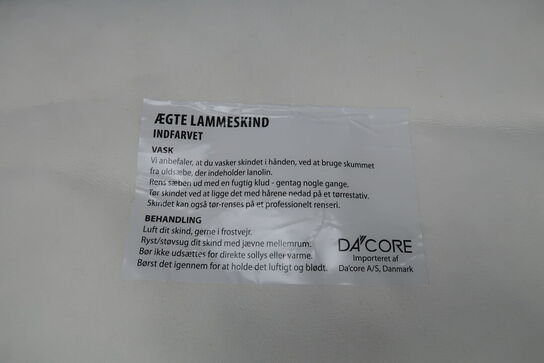 ÆGTE LAMMESKIND
INDFARVET
VASK
Vi anbefaler, at du vasker skindet i hånden, ved at bruge skummet
fra uldsæbe, der indeholder lanolin.
Rens sæben ud med en fugtig klud - gentag nogle gange.
Tør skindet ved at ligge det med hårene nedad på et tørrestativ.
Skindet kan også tør-renses på et professionelt renseri.
BEHANDLING
Luft dit skind, gerne i frostvejr.
Ryst/støvsug dit skind med jævne mellemrum.
Bør ikke udsættes for direkte sollys eller varme.
Børst det igennem for at holde det luftigt og blødt.
DA'CORE
Importeret af
Da'core A/S, Danmark